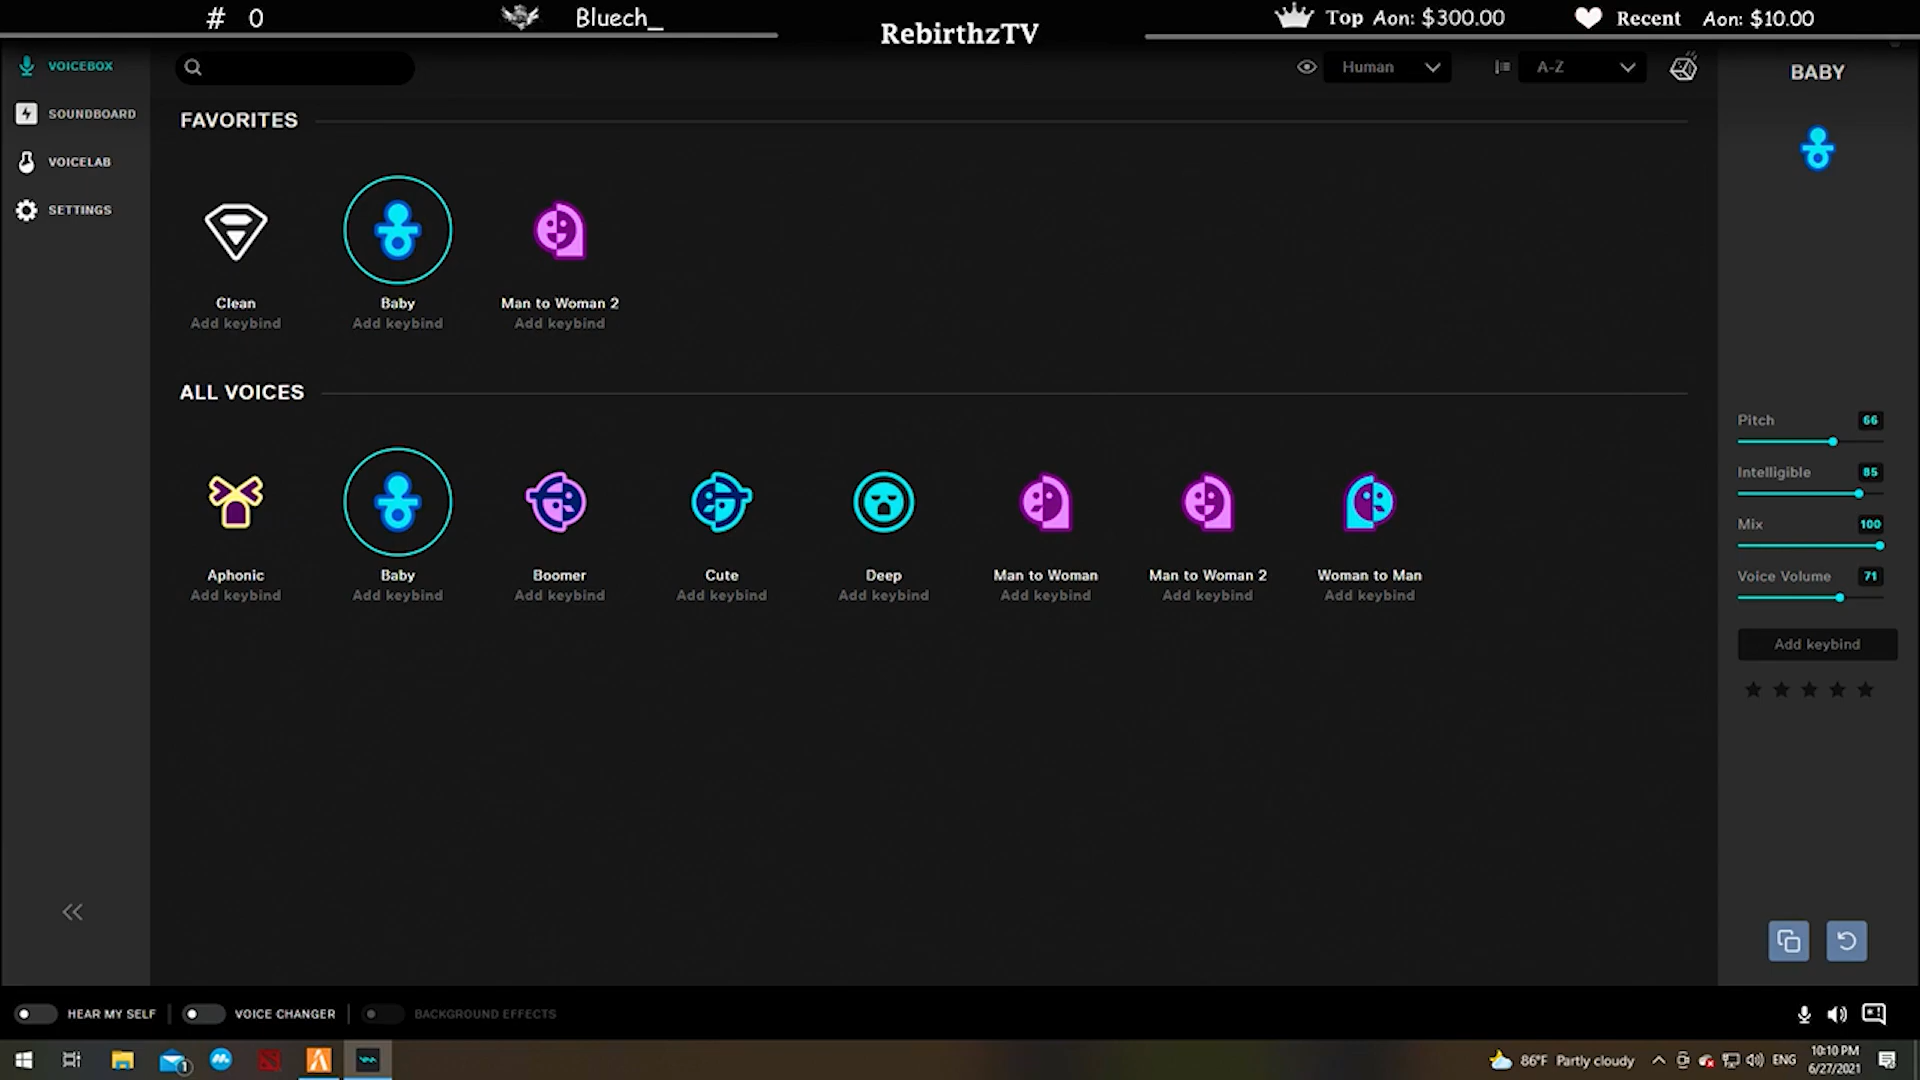 # 0
Bluech_
RebirthzTV
Top Aon: $300.00
Recent Aon: $10.00
VOICEBOX
SOUNDBOARD
VOICELAB
SETTINGS
Human
A-Z
FAVORITES
Clean
Add keybind
Baby
Add keybind
Man to Woman 2
Add keybind
ALL VOICES
Aphonic
Add keybind
Baby
Add keybind
Boomer
Add keybind
Cute
Add keybind
Deep
Add keybind
Man to Woman
Add keybind
Man to Woman 2
Add keybind
Woman to Man
Add keybind
BABY
Pitch 66
Intelligible 85
Mix 100
Voice Volume 71
Add keybind
HEAR MY SELF
VOICE CHANGER
BACKGROUND EFFECTS
1
86°F Partly cloudy
ENG
10:10 PM
6/27/2021